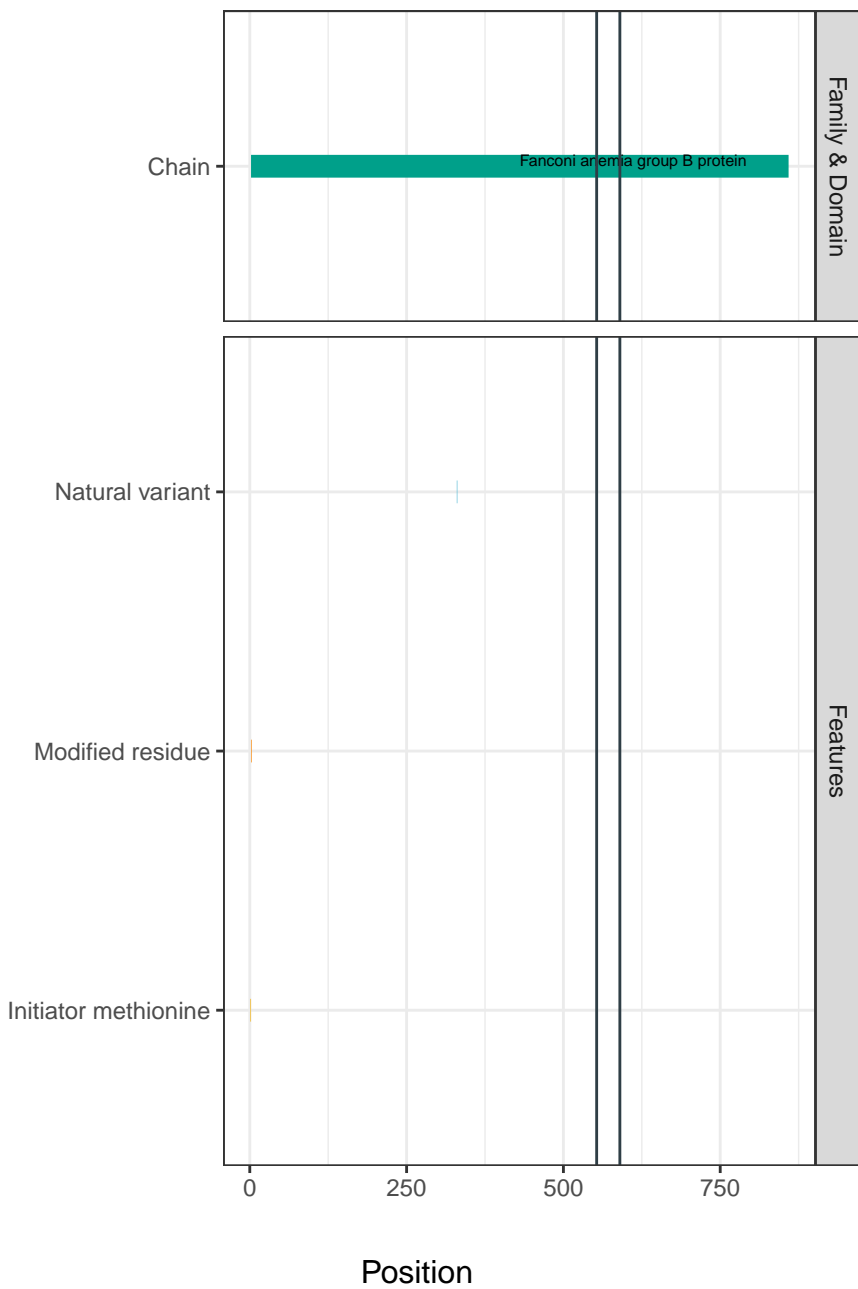 Chain
Fanconi anemia group B protein
Family & Domain
Natural variant
Modified residue
Initiator methionine
Features
0 250 500 750
Position